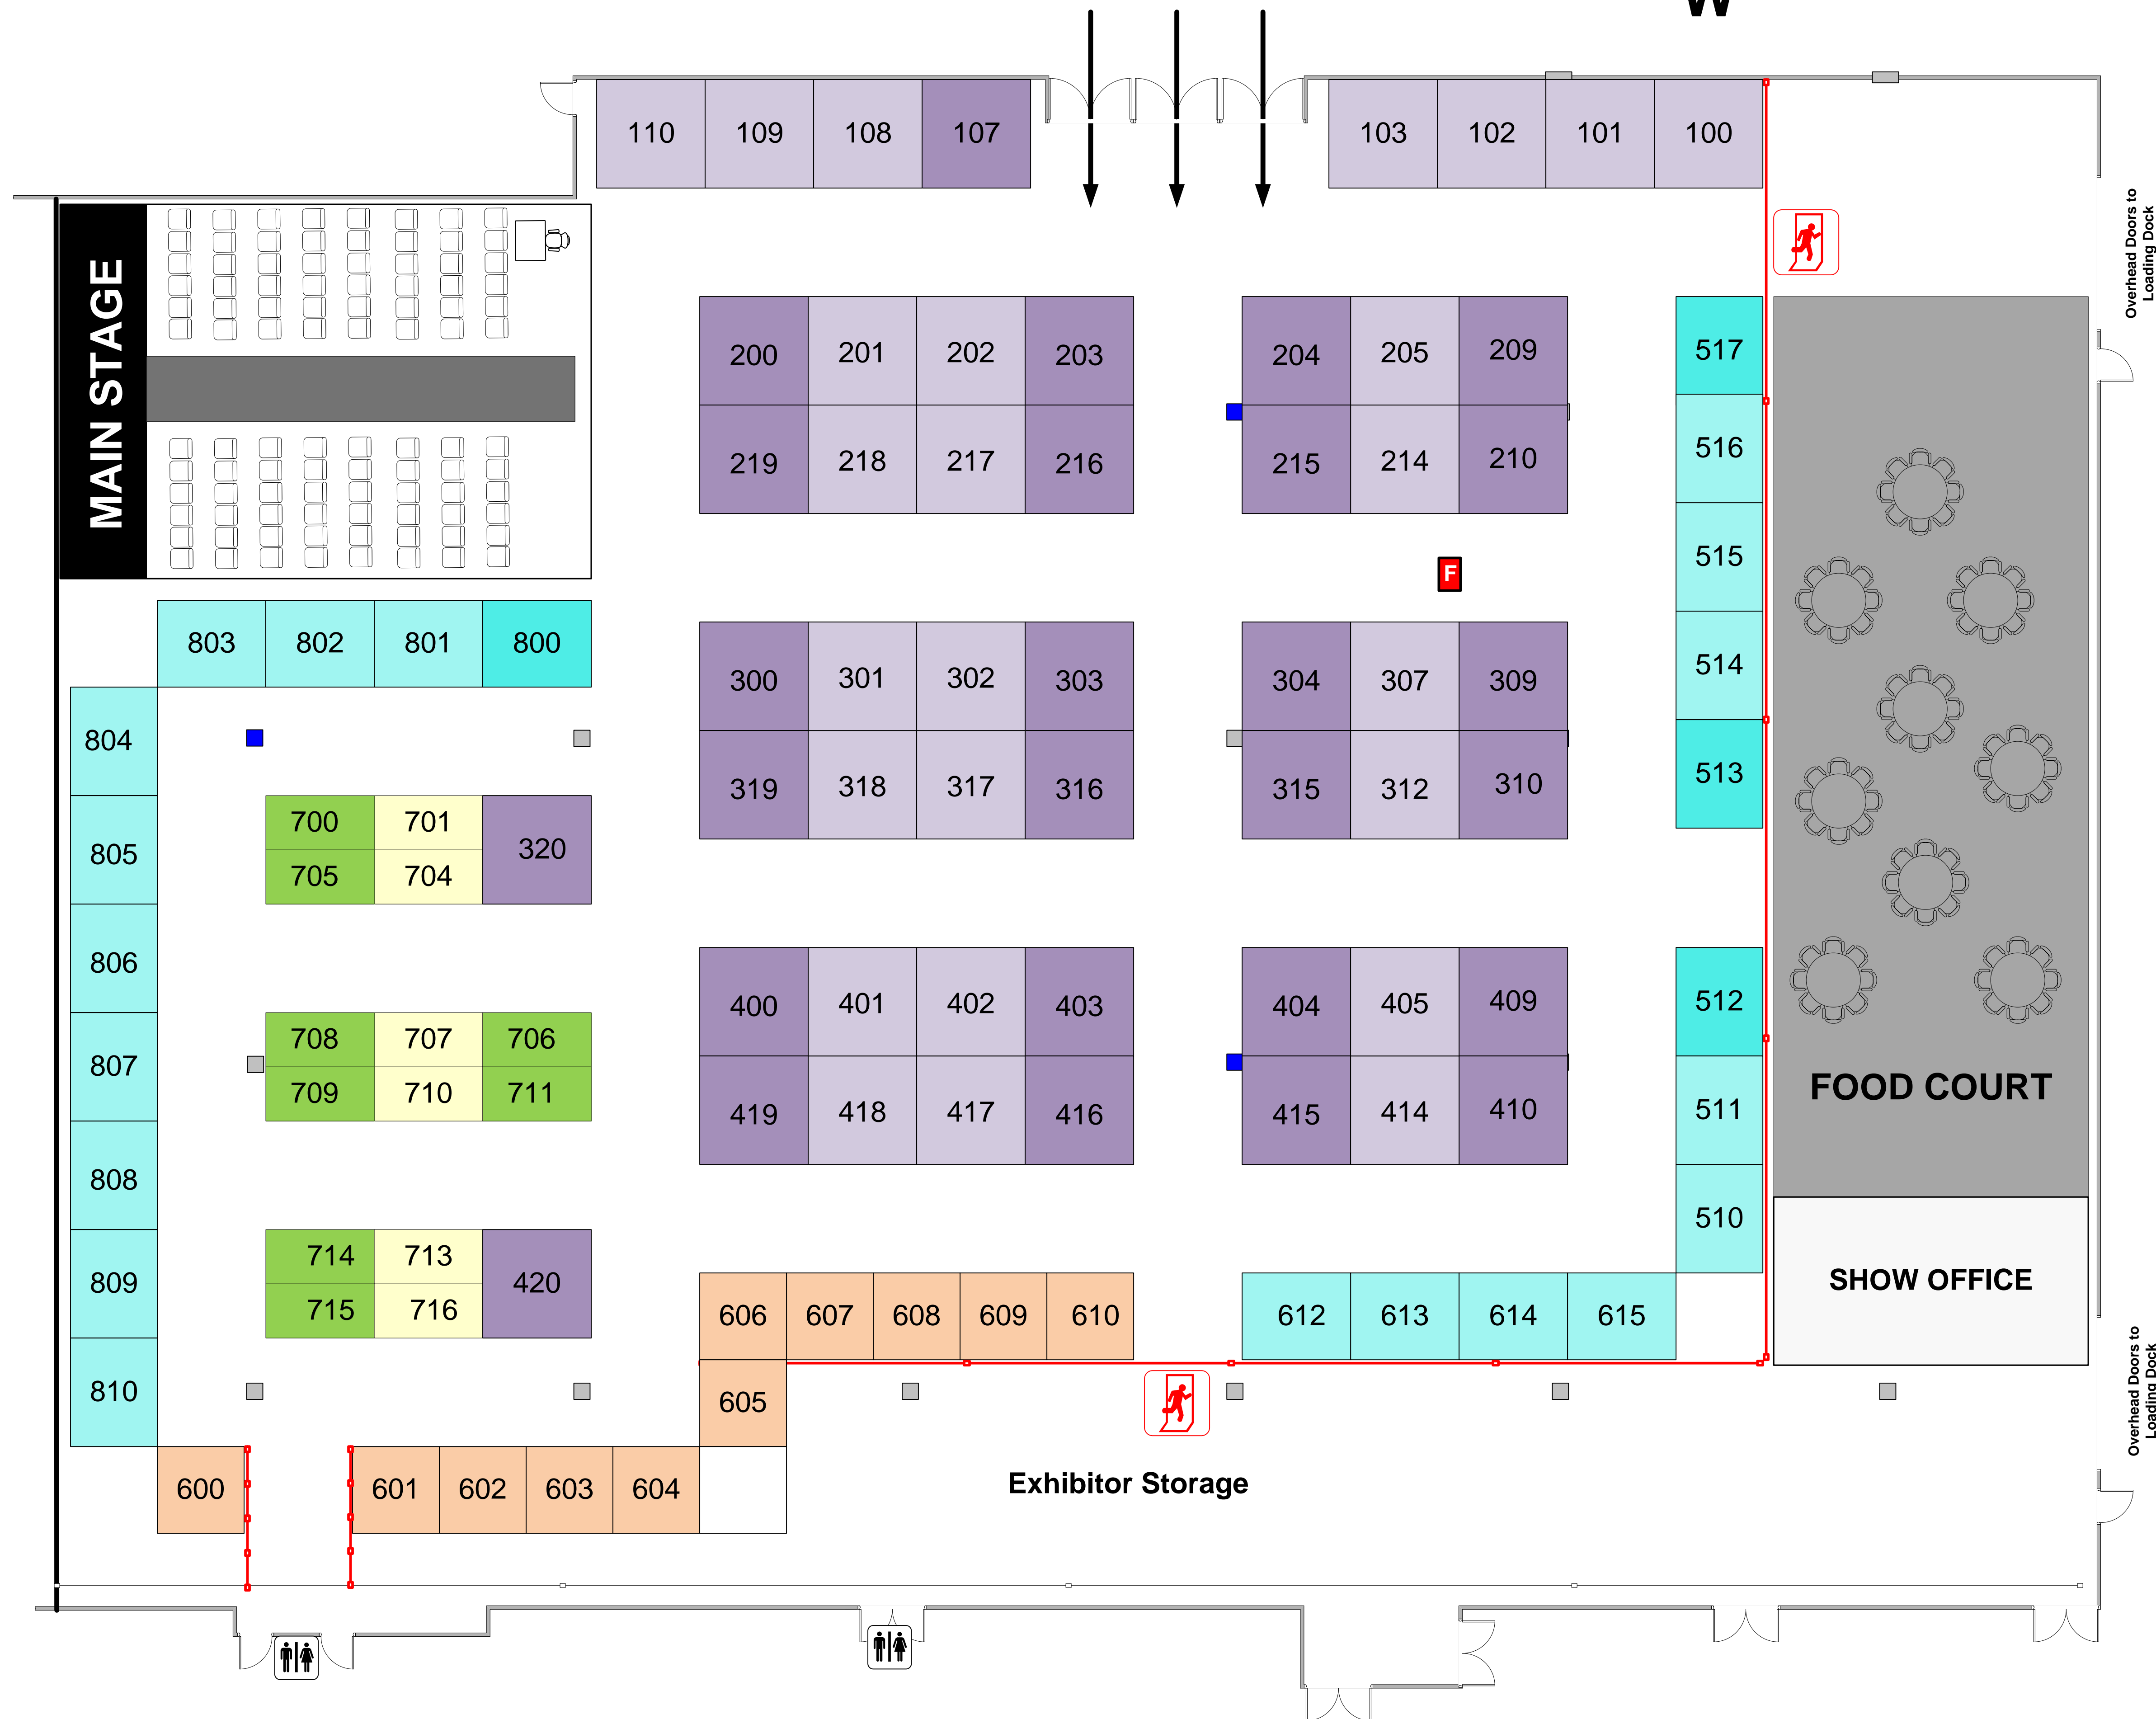 W
110 109 108 107 103 102 101 100
Overhead Doors to
Loading Dock
MAIN STAGE
200 201 202 203 204 205 209 517
219 218 217 216 215 214 210 516
F
515
803 802 801 800
300 301 302 303 304 307 309 514
804
319 318 317 316 315 312 310 513
700 701 320
805
705 704
806
400 401 402 403 404 405 409 512
708 707 706
807
FOOD COURT
709 710 711
419 418 417 416 415 414 410 511
808
510
714 713 420
809
SHOW OFFICE
715 716
606 607 608 609 610 612 613 614 615
Overhead Doors to
Loading Dock
810
605
600 601 602 603 604
Exhibitor Storage